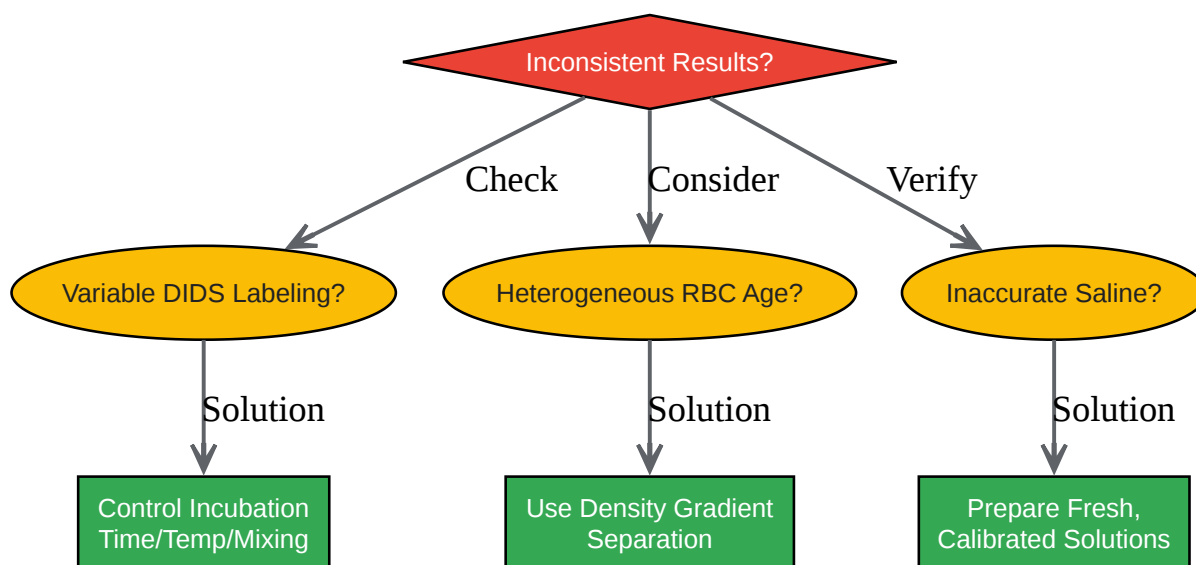 Inconsistent Results?
Check
Consider
Verify
Variable DIDS Labeling?
Heterogeneous RBC Age?
Inaccurate Saline?
Solution
Solution
Solution
Control Incubation
Time/Temp/Mixing
Use Density Gradient
Separation
Prepare Fresh,
Calibrated Solutions